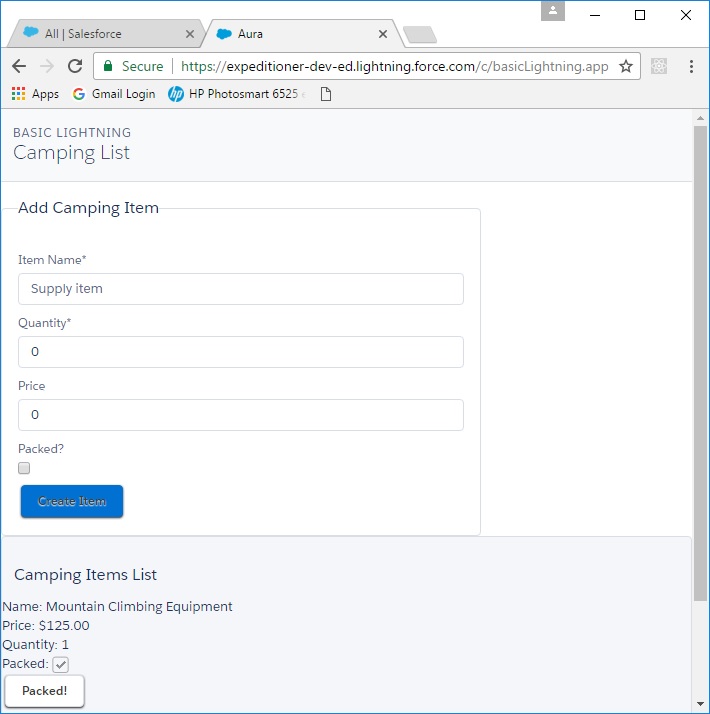 All | Salesforce
Aura
Secure https://expeditioner-dev-ed.lightning.force.com/c/basicLightning.app
Apps Gmail Login HP Photosmart 6525
BASIC LIGHTNING
Camping List
Add Camping Item
Item Name*
Supply item
Quantity*
0
Price
0
Packed?
Create Item
Camping Items List
Name: Mountain Climbing Equipment
Price: $125.00
Quantity: 1
Packed:
Packed!